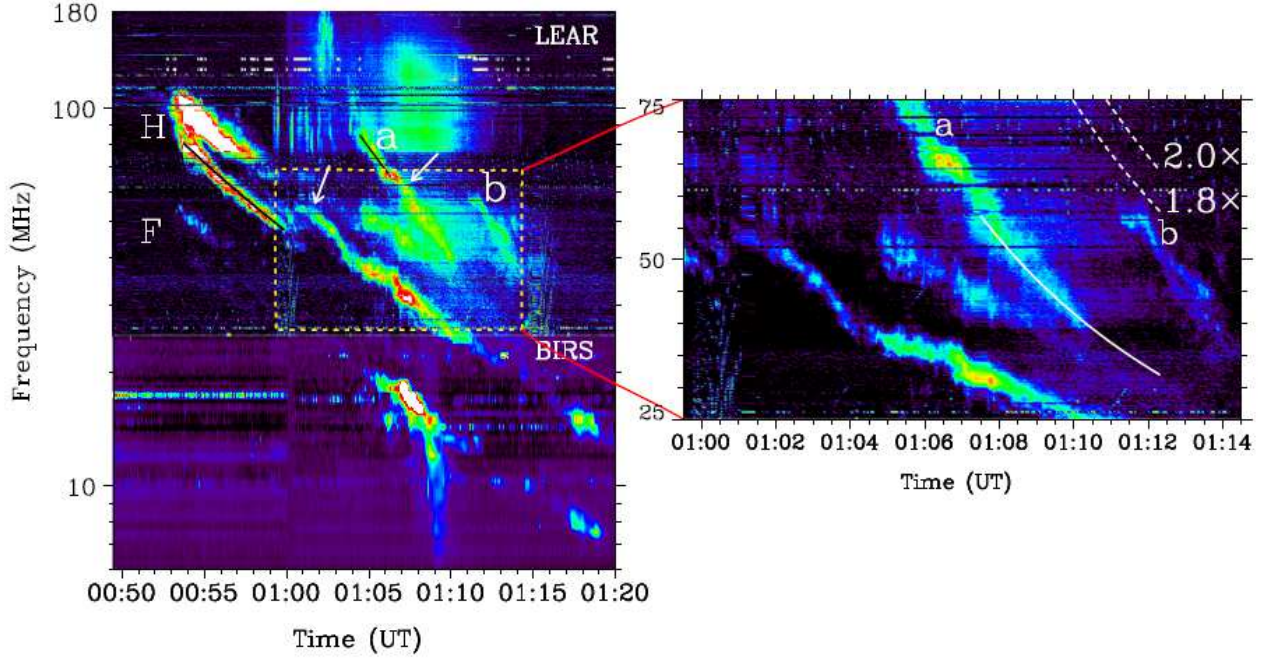 180
100
10
Frequency (MHz)
LEAR
H
F
a
b
BIRS
00:50 00:55 01:00 01:05 01:10 01:15 01:20
Time (UT)
75
50
25
a
2.0×
1.8×
b
01:00 01:02 01:04 01:06 01:08 01:10 01:12 01:14
Time (UT)